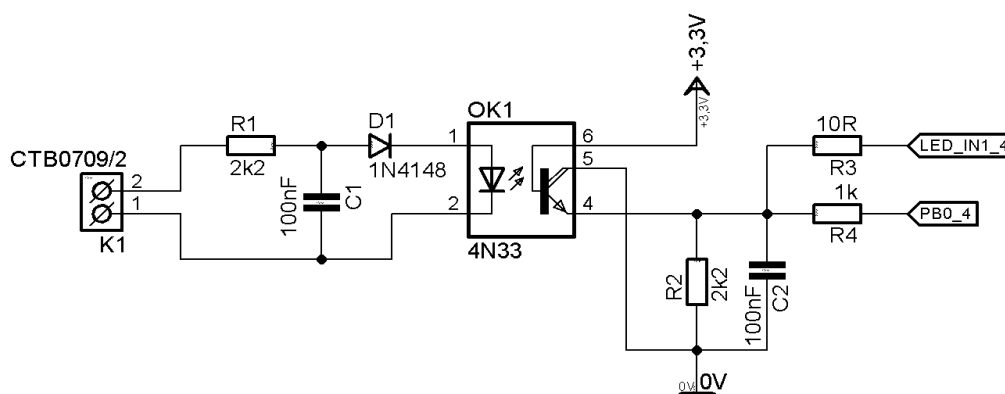 +3,3V
+3,3V
OK1
R1
D1
1
6
10R
LED_IN1_4
CTB0709/2
2k2
1N4148
5
R3
2
1k
1
100nF
C1
2
4
PB0_4
K1
4N33
R4
R2
2k2
100nF
C2
0V
0V